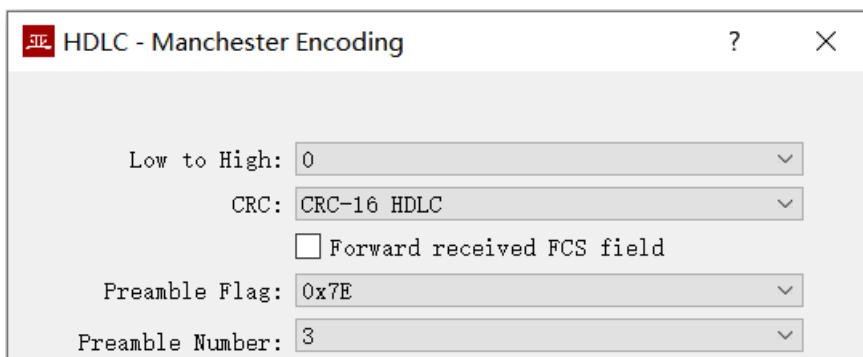 亚 HDLC - Manchester Encoding ? ×
Low to High: 0
CRC: CRC-16 HDLC
Forward received FCS field
Preamble Flag: 0x7E
Preamble Number: 3